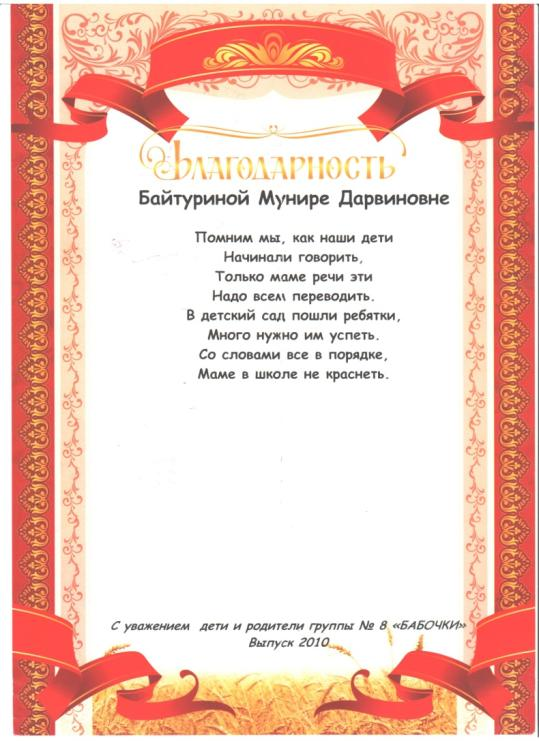 Благодарность
Байтуриной Мунире Дарвиновне
Помним мы, как наши дети
Начинали говорить,
Только маме речи эти
Надо всем переводить.
В детский сад пошли ребятки,
Много нужно им успеть.
Со словами все в порядке,
Маме в школе не краснеть.
С уважением дети и родители группы № 8 «БАБОЧКИ»
Выпуск 2010